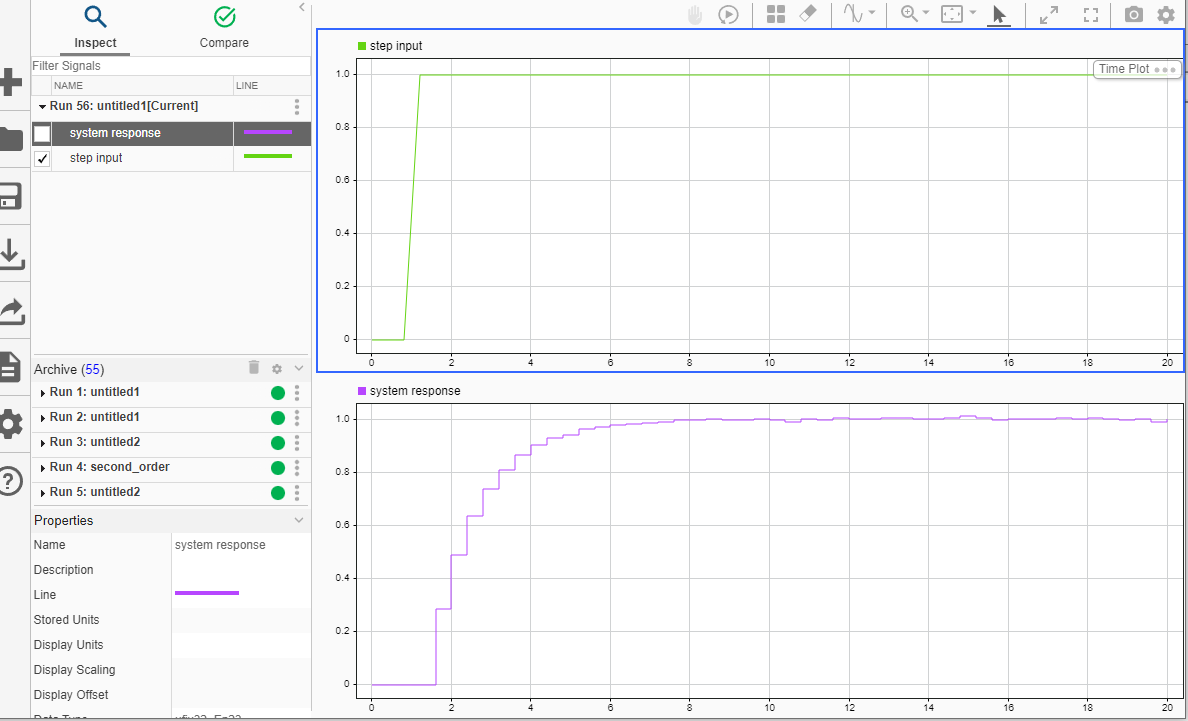 Inspect
Compare
Filter Signals
NAME LINE
Run 56: untitled1[Current]
system response
step input
Archive (55)
Run 1: untitled1
Run 2: untitled1
Run 3: untitled2
Run 4: second_order
Run 5: untitled2
Properties
Name system response
Description
Line
Stored Units
Display Units
Display Scaling
Display Offset
step input
Time Plot
1.0
0.8
0.6
0.4
0.2
0
0 2 4 6 8 10 12 14 16 18 20
system response
1.0
0.8
0.6
0.4
0.2
0
0 2 4 6 8 10 12 14 16 18 20